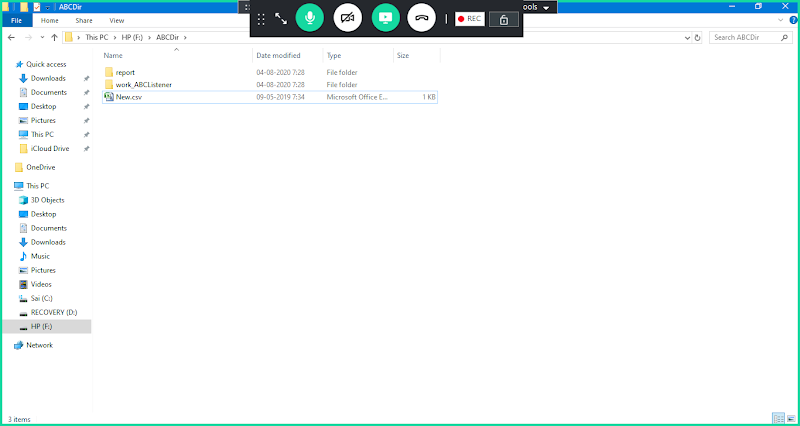 ABCDir
ools
File Home Share View
REC
This PC HP (F:) ABCDir
Search ABCDir
Name Date modified Type Size
Quick access
Downloads
Documents
Desktop
Pictures
This PC
iCloud Drive
OneDrive
This PC
3D Objects
Desktop
Documents
Downloads
Music
Pictures
Videos
Sai (C:)
RECOVERY (D:)
HP (F:)
Network
report 04-08-2020 7:28 File folder
work_ABCListener 04-08-2020 7:28 File folder
New.csv 09-05-2019 7:34 Microsoft Office E... 1 KB
3 items